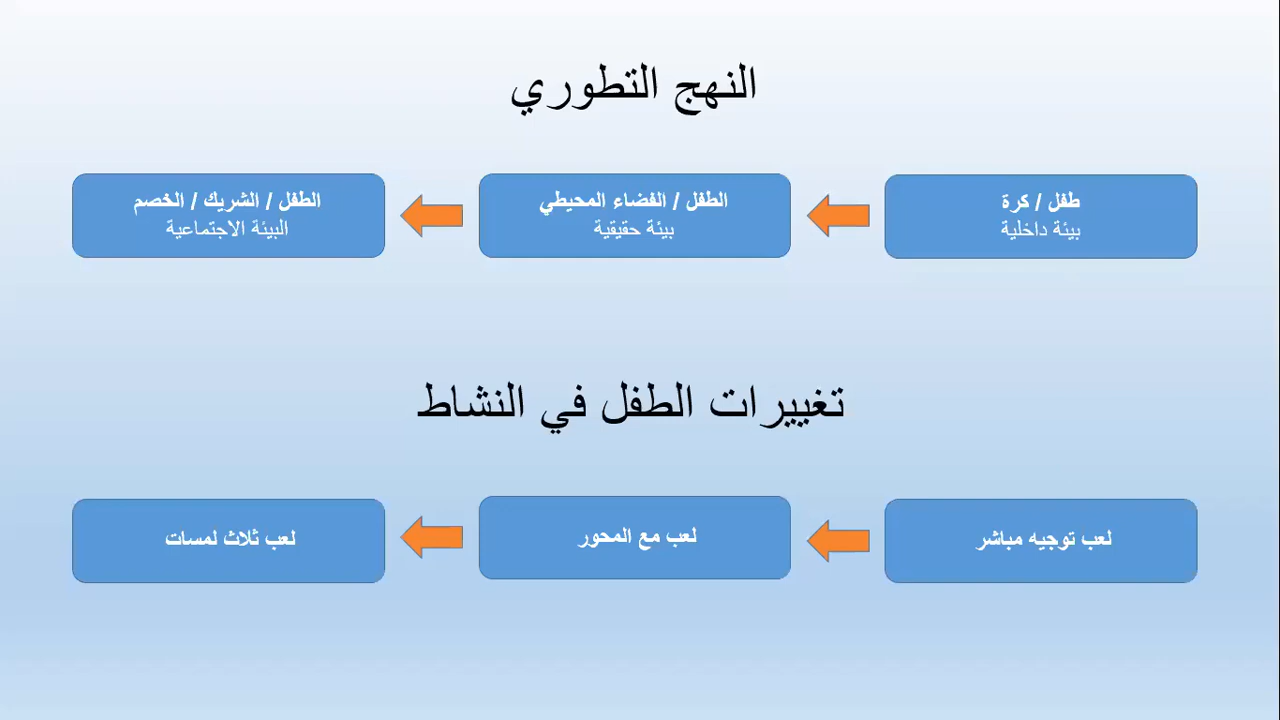 النهج التطوري
طفل / كرة
بيئة داخلية
الطفل / الفضاء المحيطي
بيئة حقيقية
الطفل / الشريك / الخصم
البيئة الاجتماعية
تغييرات الطفل في النشاط
لعب توجيه مباشر
لعب مع المحور
لعب ثلاث لمسات